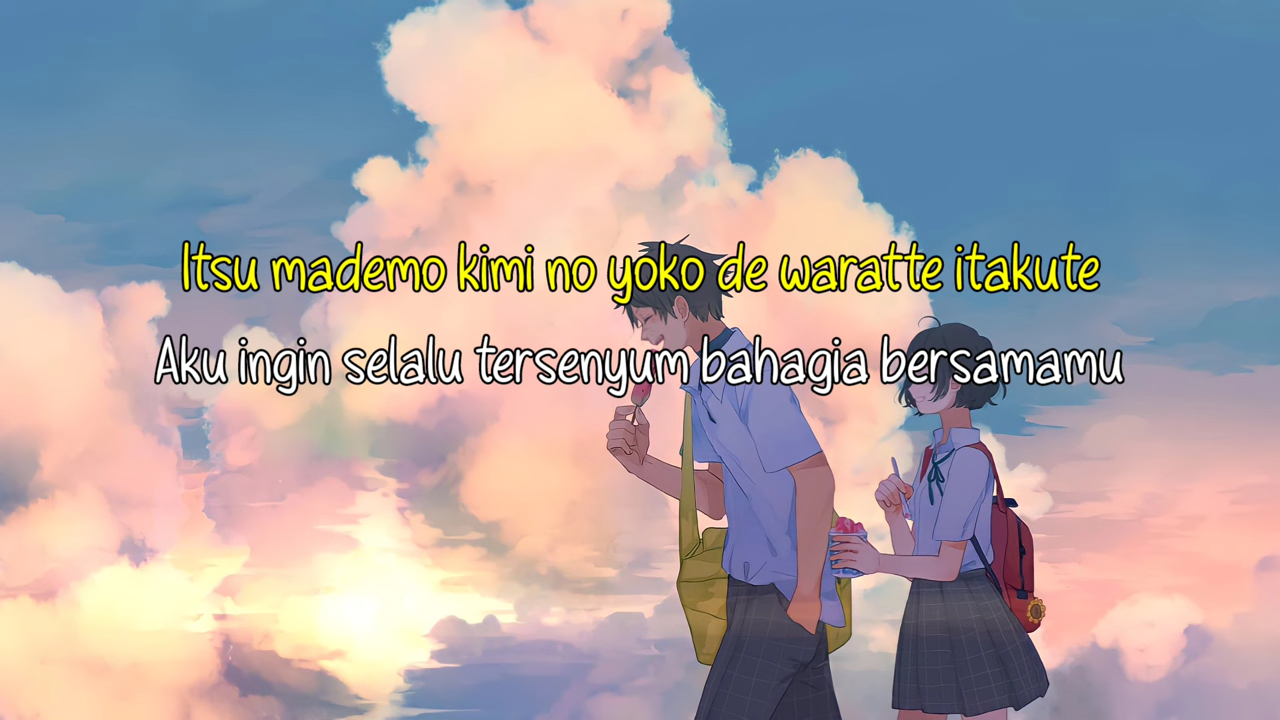 Itsu mademo kimi no yoko de waratte itakute
Aku ingin selalu tersenyum bahagia bersamamu